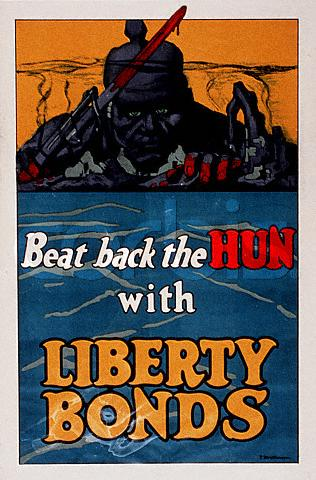 Beat back the HUN
with
LIBERTY
BONDS